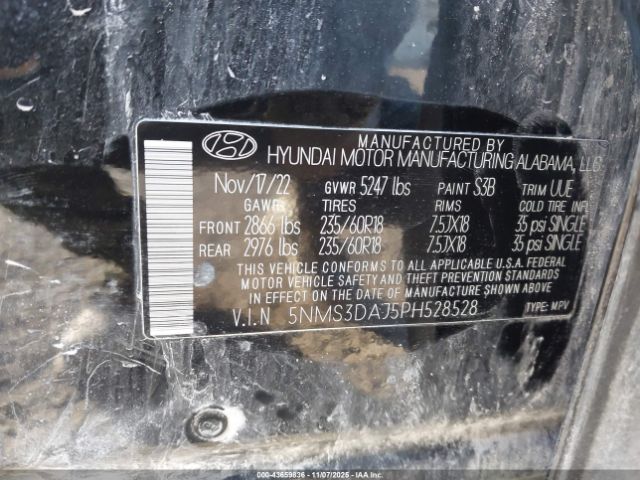 MANUFACTURED BY
HYUNDAI MOTOR MANUFACTURING ALABAMA, LLC
Nov/17/22 GVWR 5247 lbs PAINT S3B TRIM UUE
GAWR TIRES RIMS COLD TIRE INFL
FRONT 2866 lbs 235/60R18 7.5JX18 35 psi SINGLE
REAR 2976 lbs 235/60R18 7.5JX18 35 psi SINGLE
THIS VEHICLE CONFORMS TO ALL APPLICABLE U.S.A. FEDERAL
MOTOR VEHICLE SAFETY AND THEFT PREVENTION STANDARDS
IN EFFECT ON THE DATE OF MANUFACTURE SHOWN ABOVE
V.I.N 5NMS3DAJ5PH528528 TYPE: MPV
000-43659836 11/07/2025 IAA Inc.